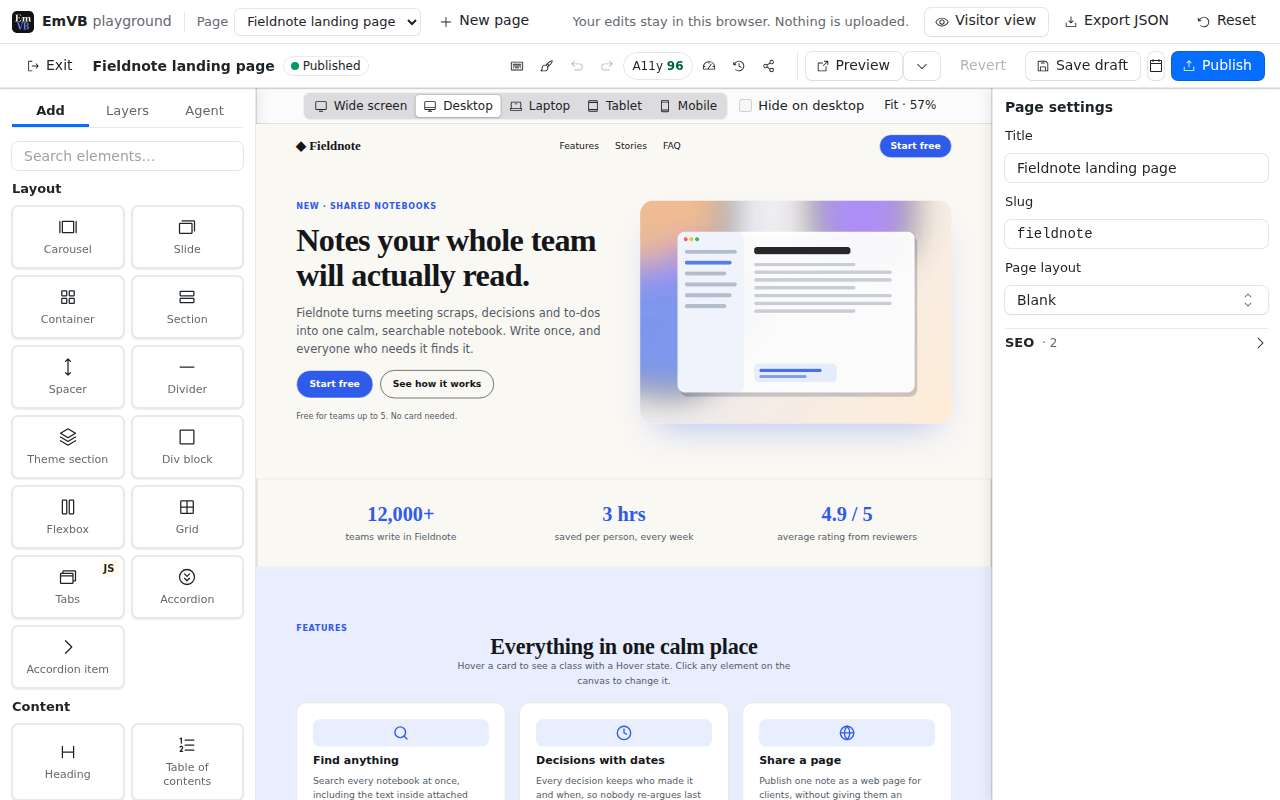 Em VB
EmVB playground
Page
Fieldnote landing page
New page
Your edits stay in this browser. Nothing is uploaded.
Visitor view
Export JSON
Reset
Exit
Fieldnote landing page
Published
A11y 96
Preview
Revert
Save draft
Publish
Add
Layers
Agent
Search elements...
Layout
Carousel
Slide
Container
Section
Spacer
Divider
Theme section
Div block
Flexbox
Grid
JS
Tabs
Accordion
Accordion item
Content
Heading
Table of
contents
Wide screen
Desktop
Laptop
Tablet
Mobile
Hide on desktop
Fit · 57%
◆ Fieldnote
Features
Stories
FAQ
Start free
NEW · SHARED NOTEBOOKS
Notes your whole team
will actually read.
Fieldnote turns meeting scraps, decisions and to-dos
into one calm, searchable notebook. Write once, and
everyone who needs it finds it.
Start free
See how it works
Free for teams up to 5. No card needed.
12,000+
teams write in Fieldnote
3 hrs
saved per person, every week
4.9 / 5
average rating from reviewers
FEATURES
Everything in one calm place
Hover a card to see a class with a Hover state. Click any element on the
canvas to change it.
Find anything
Search every notebook at once,
including the text inside attached
Decisions with dates
Every decision keeps who made it
and when, so nobody re-argues last
Share a page
Publish one note as a web page for
clients, without giving them an
Page settings
Title
Fieldnote landing page
Slug
fieldnote
Page layout
Blank
SEO · 2